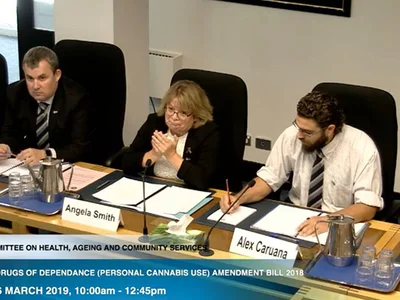 Angela Smith
Alex Caruana
MITTEE ON HEALTH, AGEING AND COMMUNITY SERVICES
DRUGS OF DEPENDANCE (PERSONAL CANNABIS USE) AMENDMENT BILL 2018
MARCH 2019, 10:00am - 12:45pm